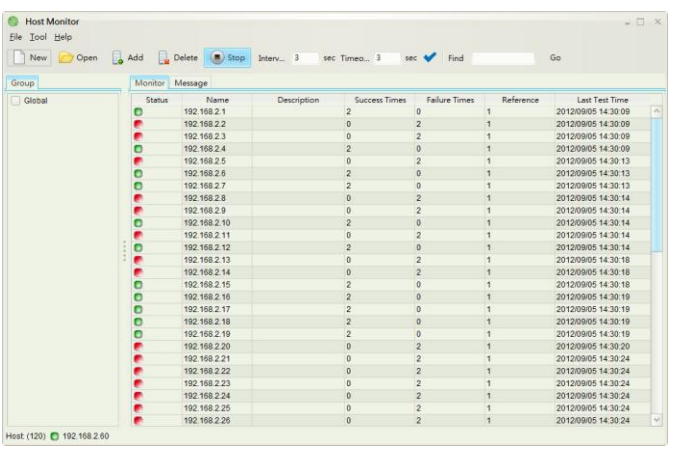 Host Monitor
File Tool Help
New Open Add Delete Stop Interv... 3 sec Timeo... 3 sec Find Go
Group Monitor Message
Global Status Name Description Success Times Failure Times Reference Last Test Time
192.168.2.1 2 0 1 2012/09/05 14:30:09
192.168.2.2 0 2 1 2012/09/05 14:30:09
192.168.2.3 0 2 1 2012/09/05 14:30:09
192.168.2.4 2 0 1 2012/09/05 14:30:09
192.168.2.5 0 2 1 2012/09/05 14:30:13
192.168.2.6 2 0 1 2012/09/05 14:30:13
192.168.2.7 2 0 1 2012/09/05 14:30:13
192.168.2.8 0 2 1 2012/09/05 14:30:14
192.168.2.9 0 2 1 2012/09/05 14:30:14
192.168.2.10 2 0 1 2012/09/05 14:30:14
192.168.2.11 0 2 1 2012/09/05 14:30:14
192.168.2.12 2 0 1 2012/09/05 14:30:14
192.168.2.13 0 2 1 2012/09/05 14:30:18
192.168.2.14 0 2 1 2012/09/05 14:30:18
192.168.2.15 2 0 1 2012/09/05 14:30:18
192.168.2.16 2 0 1 2012/09/05 14:30:19
192.168.2.17 2 0 1 2012/09/05 14:30:19
192.168.2.18 2 0 1 2012/09/05 14:30:19
192.168.2.19 2 0 1 2012/09/05 14:30:19
192.168.2.20 0 2 1 2012/09/05 14:30:20
192.168.2.21 0 2 1 2012/09/05 14:30:24
192.168.2.22 0 2 1 2012/09/05 14:30:24
192.168.2.23 0 2 1 2012/09/05 14:30:24
192.168.2.24 0 2 1 2012/09/05 14:30:24
192.168.2.25 0 2 1 2012/09/05 14:30:24
192.168.2.26 0 2 1 2012/09/05 14:30:24
Host: (120) 192.168.2.60